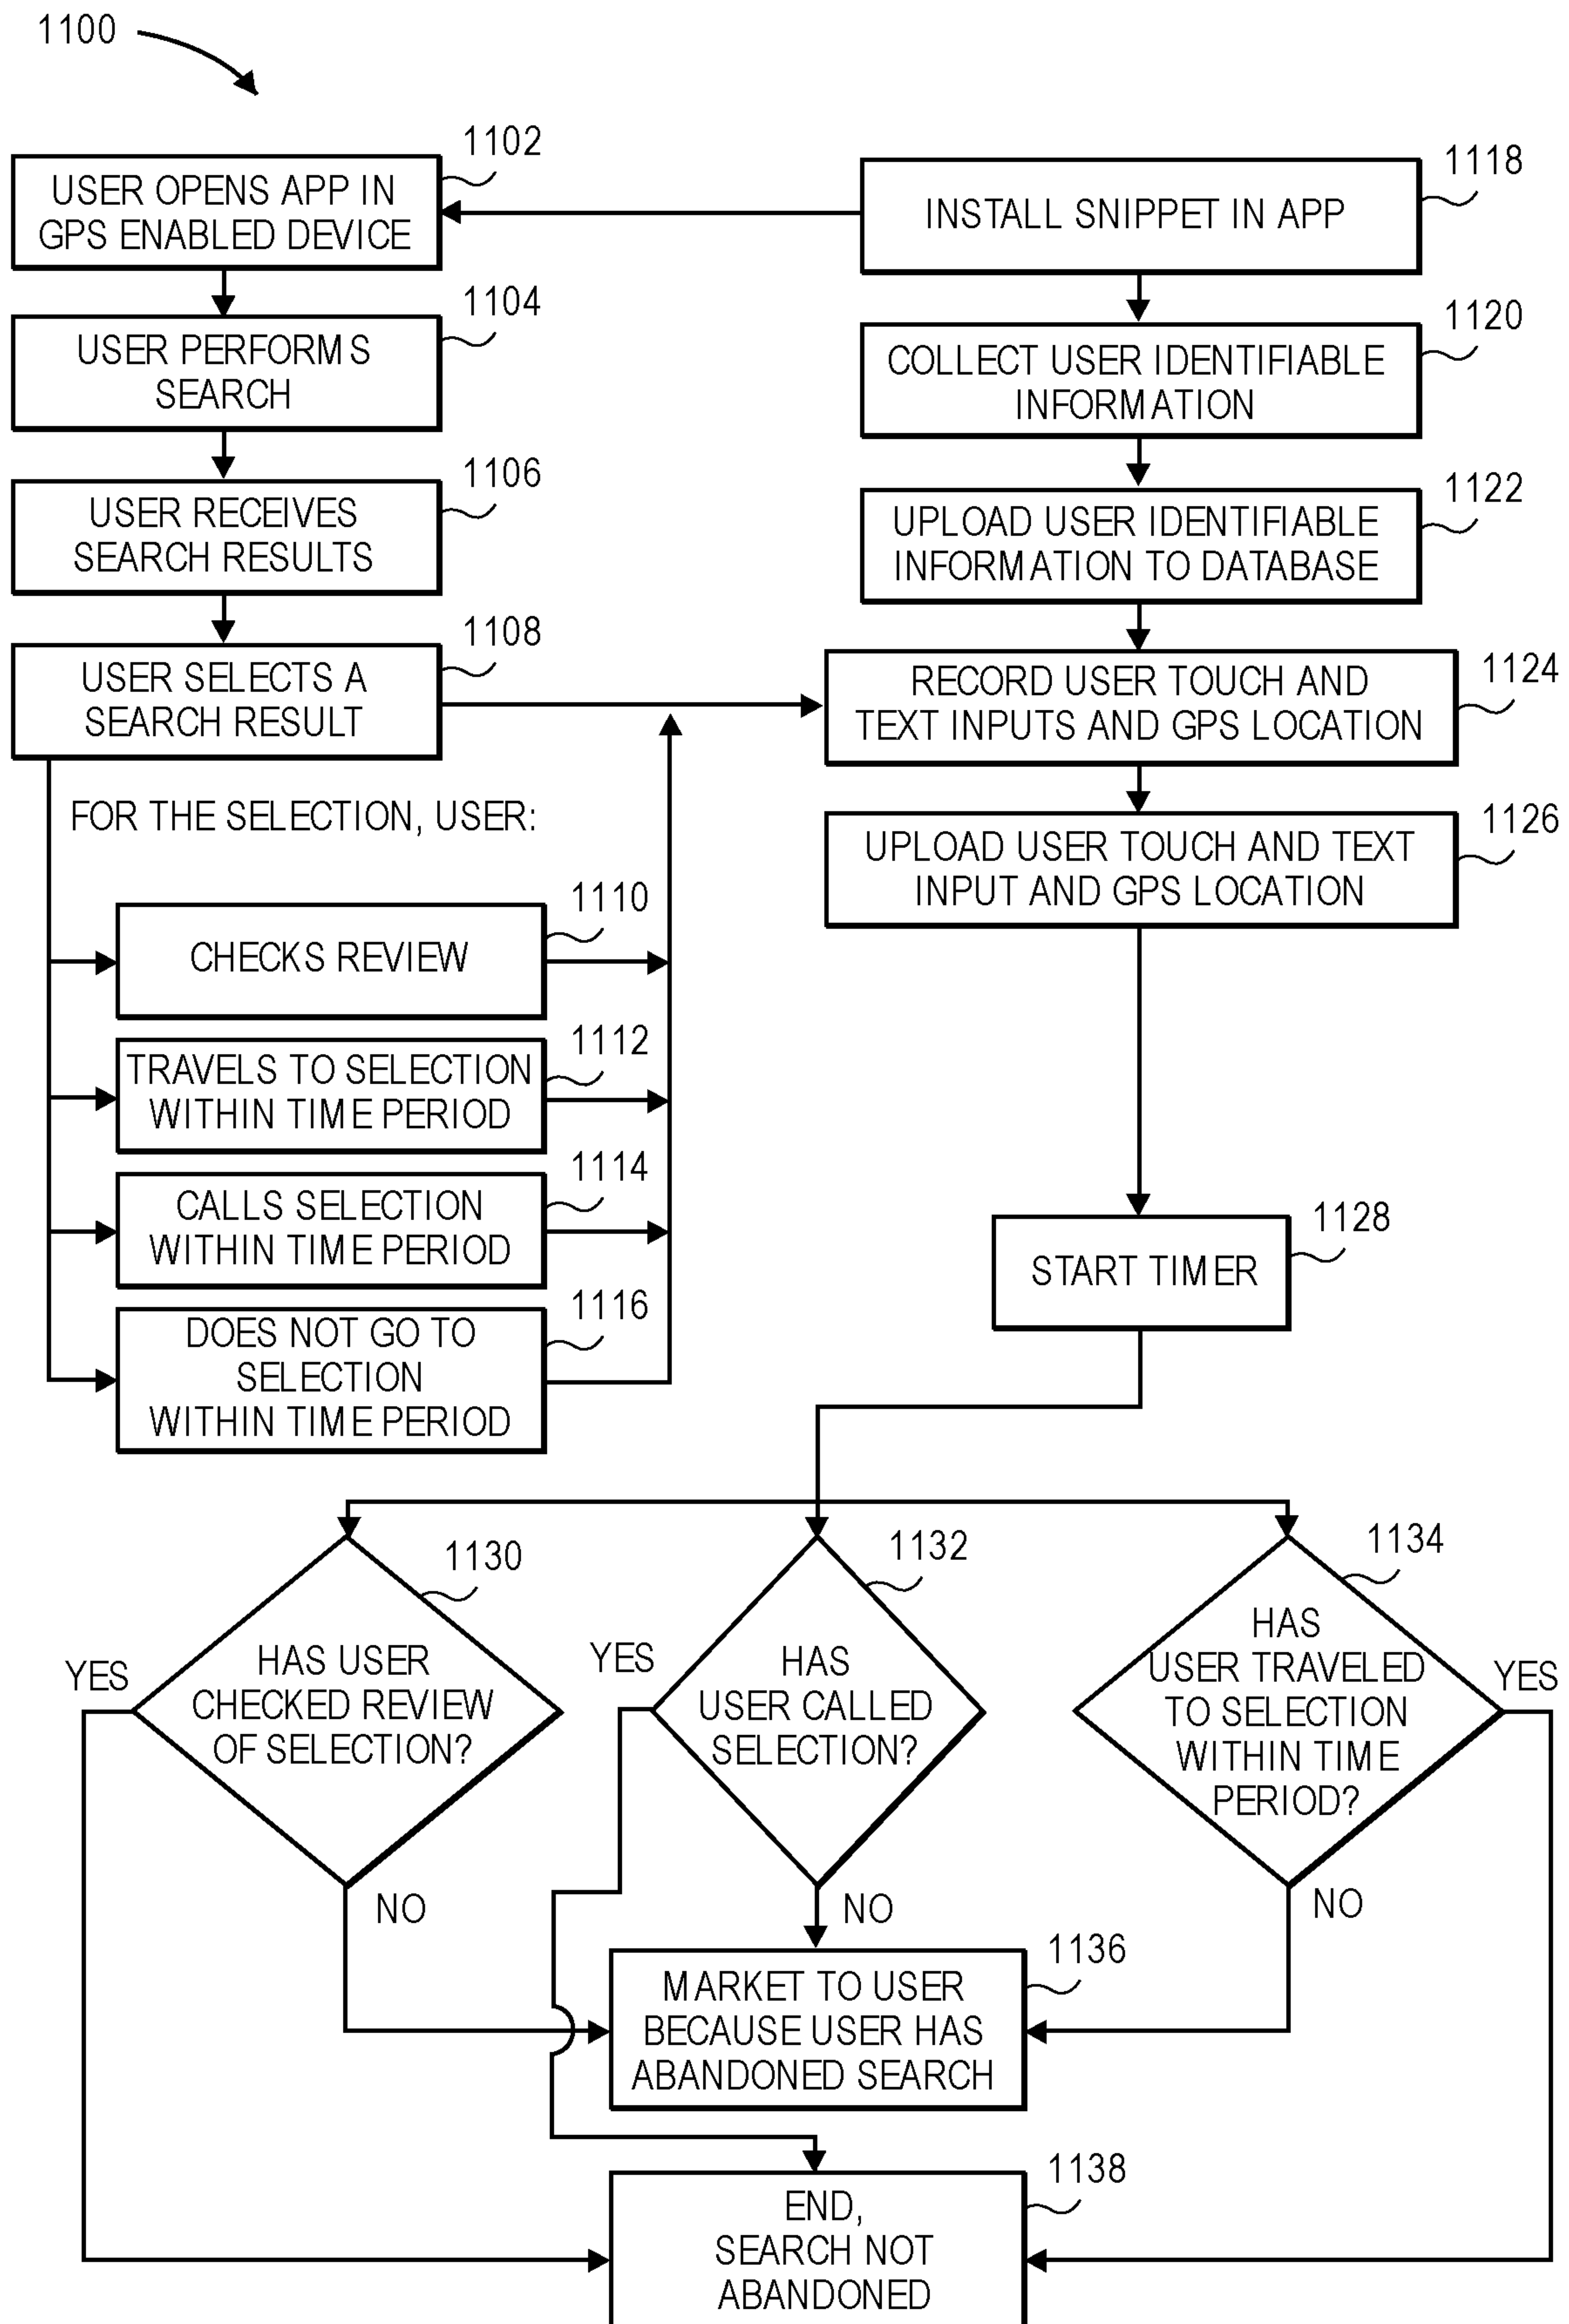 1100
1102
USER OPENS APP IN
GPS ENABLED DEVICE
1104
USER PERFORMS
SEARCH
1106
USER RECEIVES
SEARCH RESULTS
1108
USER SELECTS A
SEARCH RESULT
FOR THE SELECTION, USER:
1110
CHECKS REVIEW
1112
TRAVELS TO SELECTION
WITHIN TIME PERIOD
1114
CALLS SELECTION
WITHIN TIME PERIOD
1116
DOES NOT GO TO
SELECTION
WITHIN TIME PERIOD
1118
INSTALL SNIPPET IN APP
1120
COLLECT USER IDENTIFIABLE
INFORMATION
1122
UPLOAD USER IDENTIFIABLE
INFORMATION TO DATABASE
1124
RECORD USER TOUCH AND
TEXT INPUTS AND GPS LOCATION
1126
UPLOAD USER TOUCH AND TEXT
INPUT AND GPS LOCATION
1128
START TIMER
1130
YES
HAS USER
CHECKED REVIEW
OF SELECTION?
NO
1132
YES
HAS
USER CALLED
SELECTION?
NO
1134
HAS
USER TRAVELED
TO SELECTION
WITHIN TIME
PERIOD?
YES
NO
1136
MARKET TO USER
BECAUSE USER HAS
ABANDONED SEARCH
1138
END,
SEARCH NOT
ABANDONED